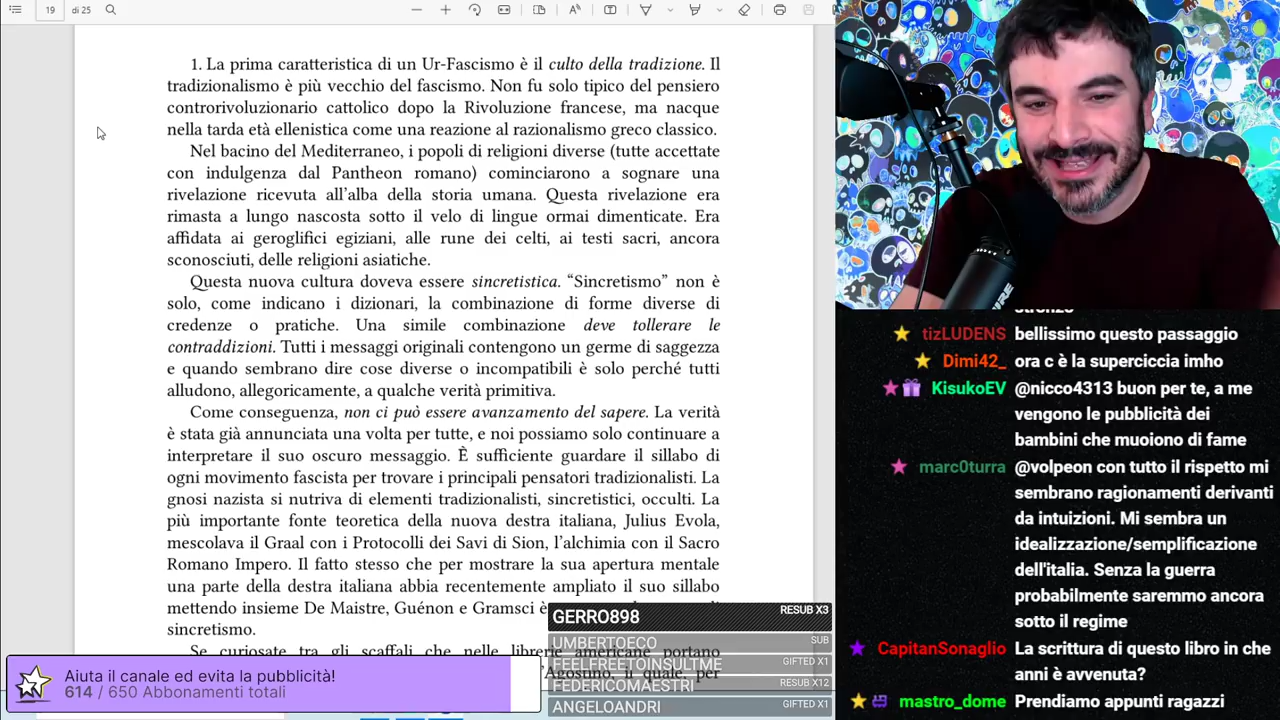 19 di 25
1. La prima caratteristica di un Ur-Fascismo è il culto della tradizione. Il
tradizionalismo è più vecchio del fascismo. Non fu solo tipico del pensiero
controrivoluzionario cattolico dopo la Rivoluzione francese, ma nacque
nella tarda età ellenistica come una reazione al razionalismo greco classico.
Nel bacino del Mediterraneo, i popoli di religioni diverse (tutte accettate
con indulgenza dal Pantheon romano) cominciarono a sognare una
rivelazione ricevuta all’alba della storia umana. Questa rivelazione era
rimasta a lungo nascosta sotto il velo di lingue ormai dimenticate. Era
affidata ai geroglifici egiziani, alle rune dei celti, ai testi sacri, ancora
sconosciuti, delle religioni asiatiche.
Questa nuova cultura doveva essere sincretistica. “Sincretismo” non è
solo, come indicano i dizionari, la combinazione di forme diverse di
credenze o pratiche. Una simile combinazione deve tollerare le
contraddizioni. Tutti i messaggi originali contengono un germe di saggezza
e quando sembrano dire cose diverse o incompatibili è solo perché tutti
alludono, allegoricamente, a qualche verità primitiva.
Come conseguenza, non ci può essere avanzamento del sapere. La verità
è stata già annunciata una volta per tutte, e noi possiamo solo continuare a
interpretare il suo oscuro messaggio. È sufficiente guardare il sillabo di
ogni movimento fascista per trovare i principali pensatori tradizionalisti. La
gnosi nazista si nutriva di elementi tradizionalisti, sincretistici, occulti. La
più importante fonte teoretica della nuova destra italiana, Julius Evola,
mescolava il Graal con i Protocolli dei Savi di Sion, l’alchimia con il Sacro
Romano Impero. Il fatto stesso che per mostrare la sua apertura mentale
una parte della destra italiana abbia recentemente ampliato il suo sillabo
mettendo insieme De Maistre, Guénon e Gramsci è
sincretismo.
Se curiosate tra gli scaffali che nelle librerie americane portano
Agostino, il quale, per
Aiuta il canale ed evita la pubblicità!
614 / 650 Abbonamenti totali
GERRO898 RESUB X3
UMBERTOECO SUB
FEELFREETOINSULTME GIFTED X1
FEDERICOMAESTRI RESUB X12
ANGELOANDRI GIFTED X1
tizLUDENS bellissimo questo passaggio
Dimi42_ ora c è la superciccia imho
KisukoEV @nicco4313 buon per te, a me
vengono le pubblicità dei
bambini che muoiono di fame
marc0turra @volpeon con tutto il rispetto mi
sembrano ragionamenti derivanti
da intuizioni. Mi sembra un
idealizzazione/semplificazione
dell'italia. Senza la guerra
probabilmente saremmo ancora
sotto il regime
CapitanSonaglio La scrittura di questo libro in che
anni è avvenuta?
mastro_dome Prendiamo appunti ragazzi